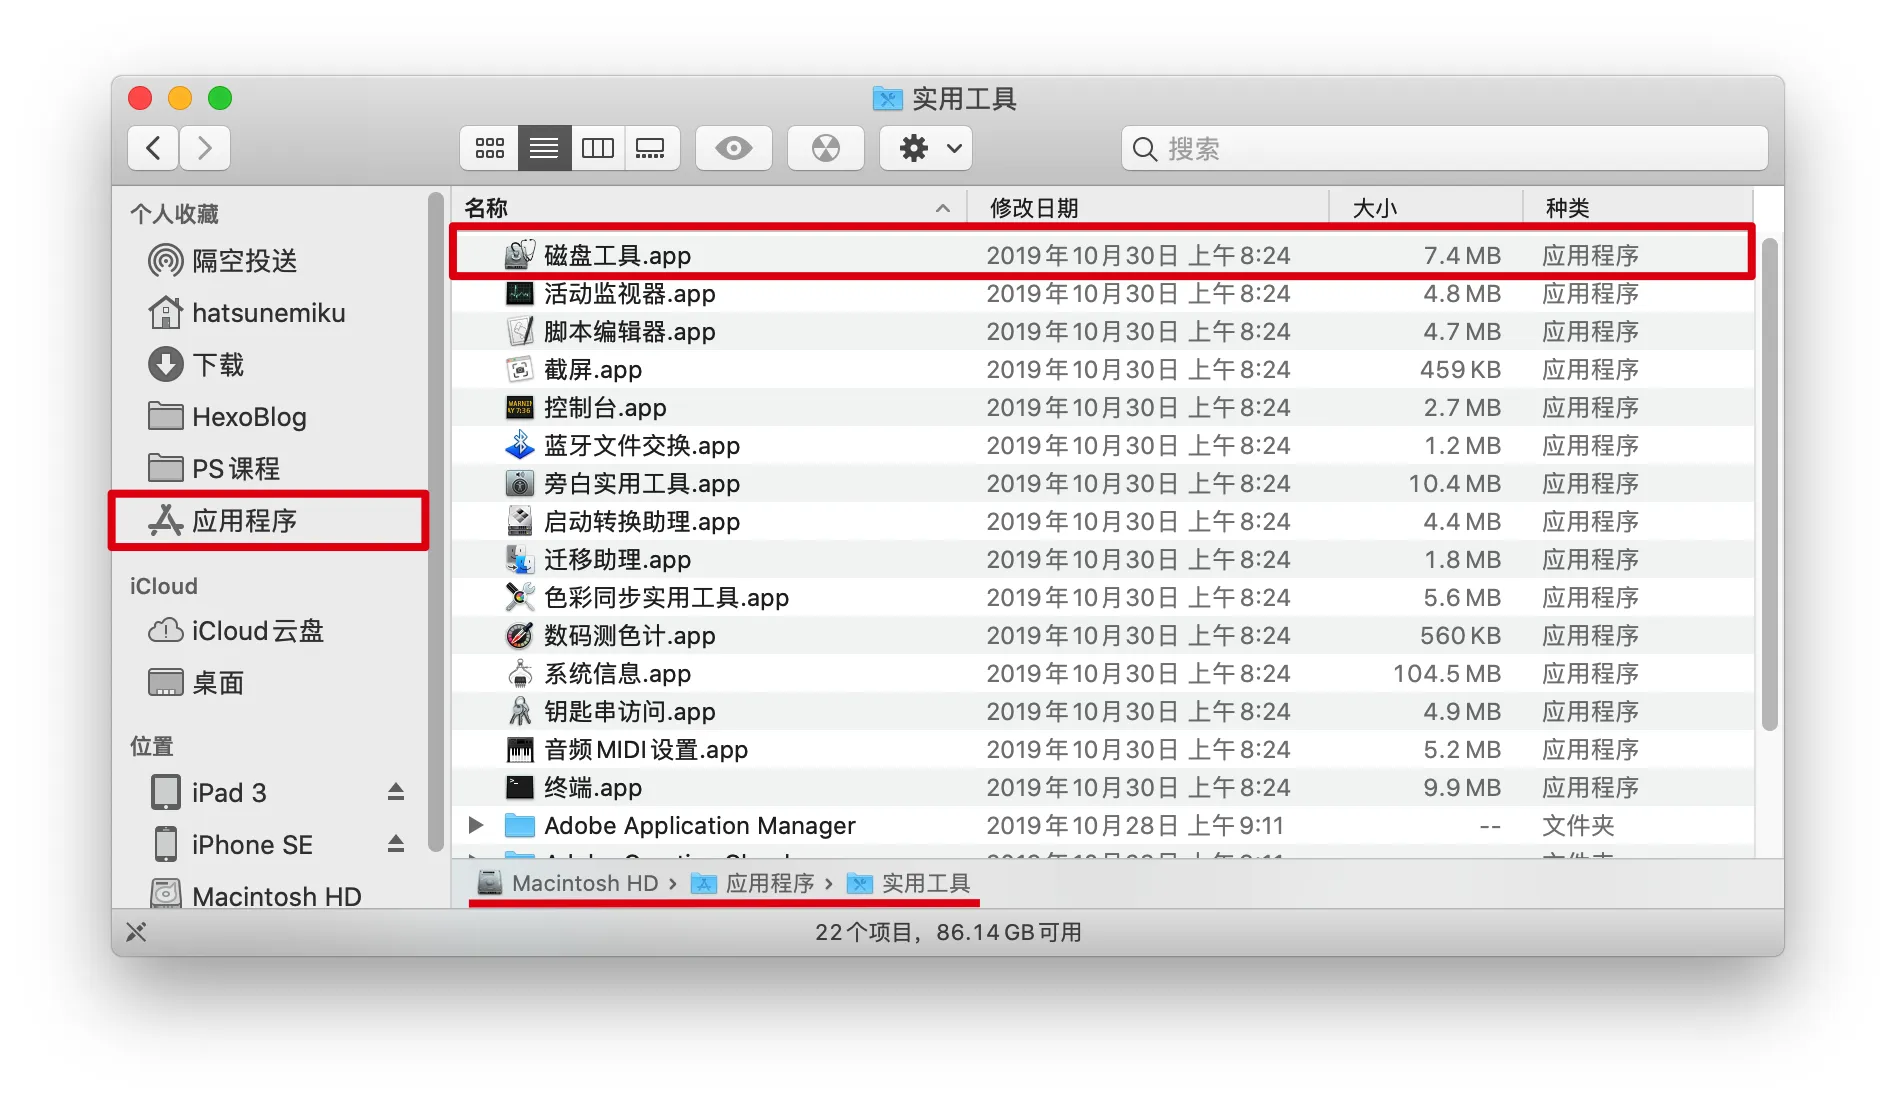 实用工具
搜索
个人收藏
隔空投送
hatsunemiku
下载
HexoBlog
PS课程
应用程序
iCloud
iCloud云盘
桌面
位置
iPad 3
iPhone SE
Macintosh HD
名称 修改日期 大小 种类
磁盘工具.app 2019年10月30日 上午8:24 7.4 MB 应用程序
活动监视器.app 2019年10月30日 上午8:24 4.8 MB 应用程序
脚本编辑器.app 2019年10月30日 上午8:24 4.7 MB 应用程序
截屏.app 2019年10月30日 上午8:24 459 KB 应用程序
控制台.app 2019年10月30日 上午8:24 2.7 MB 应用程序
蓝牙文件交换.app 2019年10月30日 上午8:24 1.2 MB 应用程序
旁白实用工具.app 2019年10月30日 上午8:24 10.4 MB 应用程序
启动转换助理.app 2019年10月30日 上午8:24 4.4 MB 应用程序
迁移助理.app 2019年10月30日 上午8:24 1.8 MB 应用程序
色彩同步实用工具.app 2019年10月30日 上午8:24 5.6 MB 应用程序
数码测色计.app 2019年10月30日 上午8:24 560 KB 应用程序
系统信息.app 2019年10月30日 上午8:24 104.5 MB 应用程序
钥匙串访问.app 2019年10月30日 上午8:24 4.9 MB 应用程序
音频MIDI设置.app 2019年10月30日 上午8:24 5.2 MB 应用程序
终端.app 2019年10月30日 上午8:24 9.9 MB 应用程序
Adobe Application Manager 2019年10月28日 上午9:11 -- 文件夹
Macintosh HD › 应用程序 › 实用工具
22个项目，86.14 GB可用